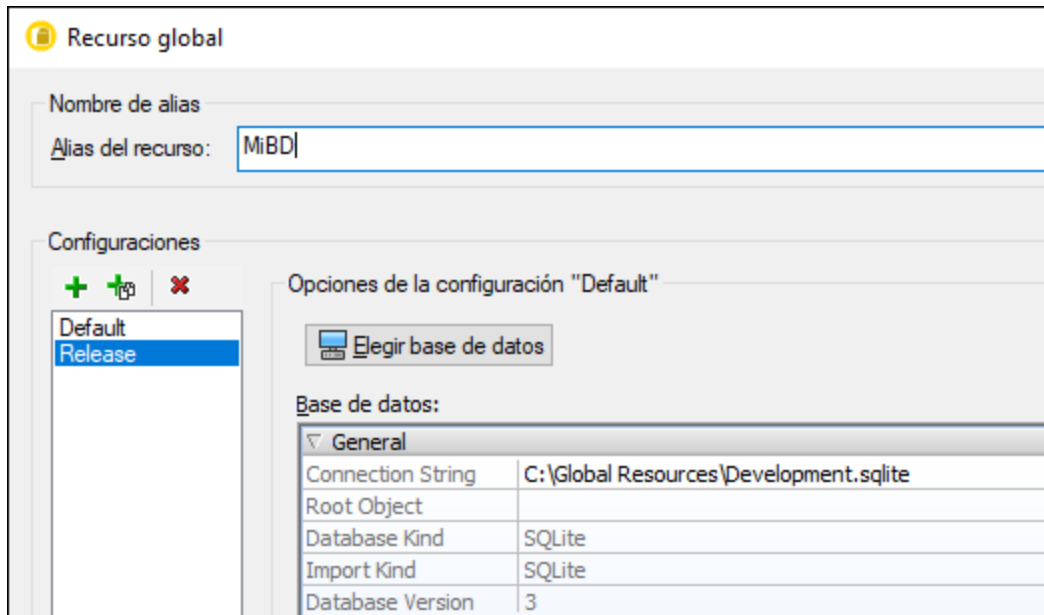 Recurso global
Nombre de alias
Alias del recurso: MiBD
Configuraciones
Default
Release
Opciones de la configuración "Default"
Elegir base de datos
Base de datos:
General
Connection String C:\Global Resources\Development.sqlite
Root Object
Database Kind SQLite
Import Kind SQLite
Database Version 3